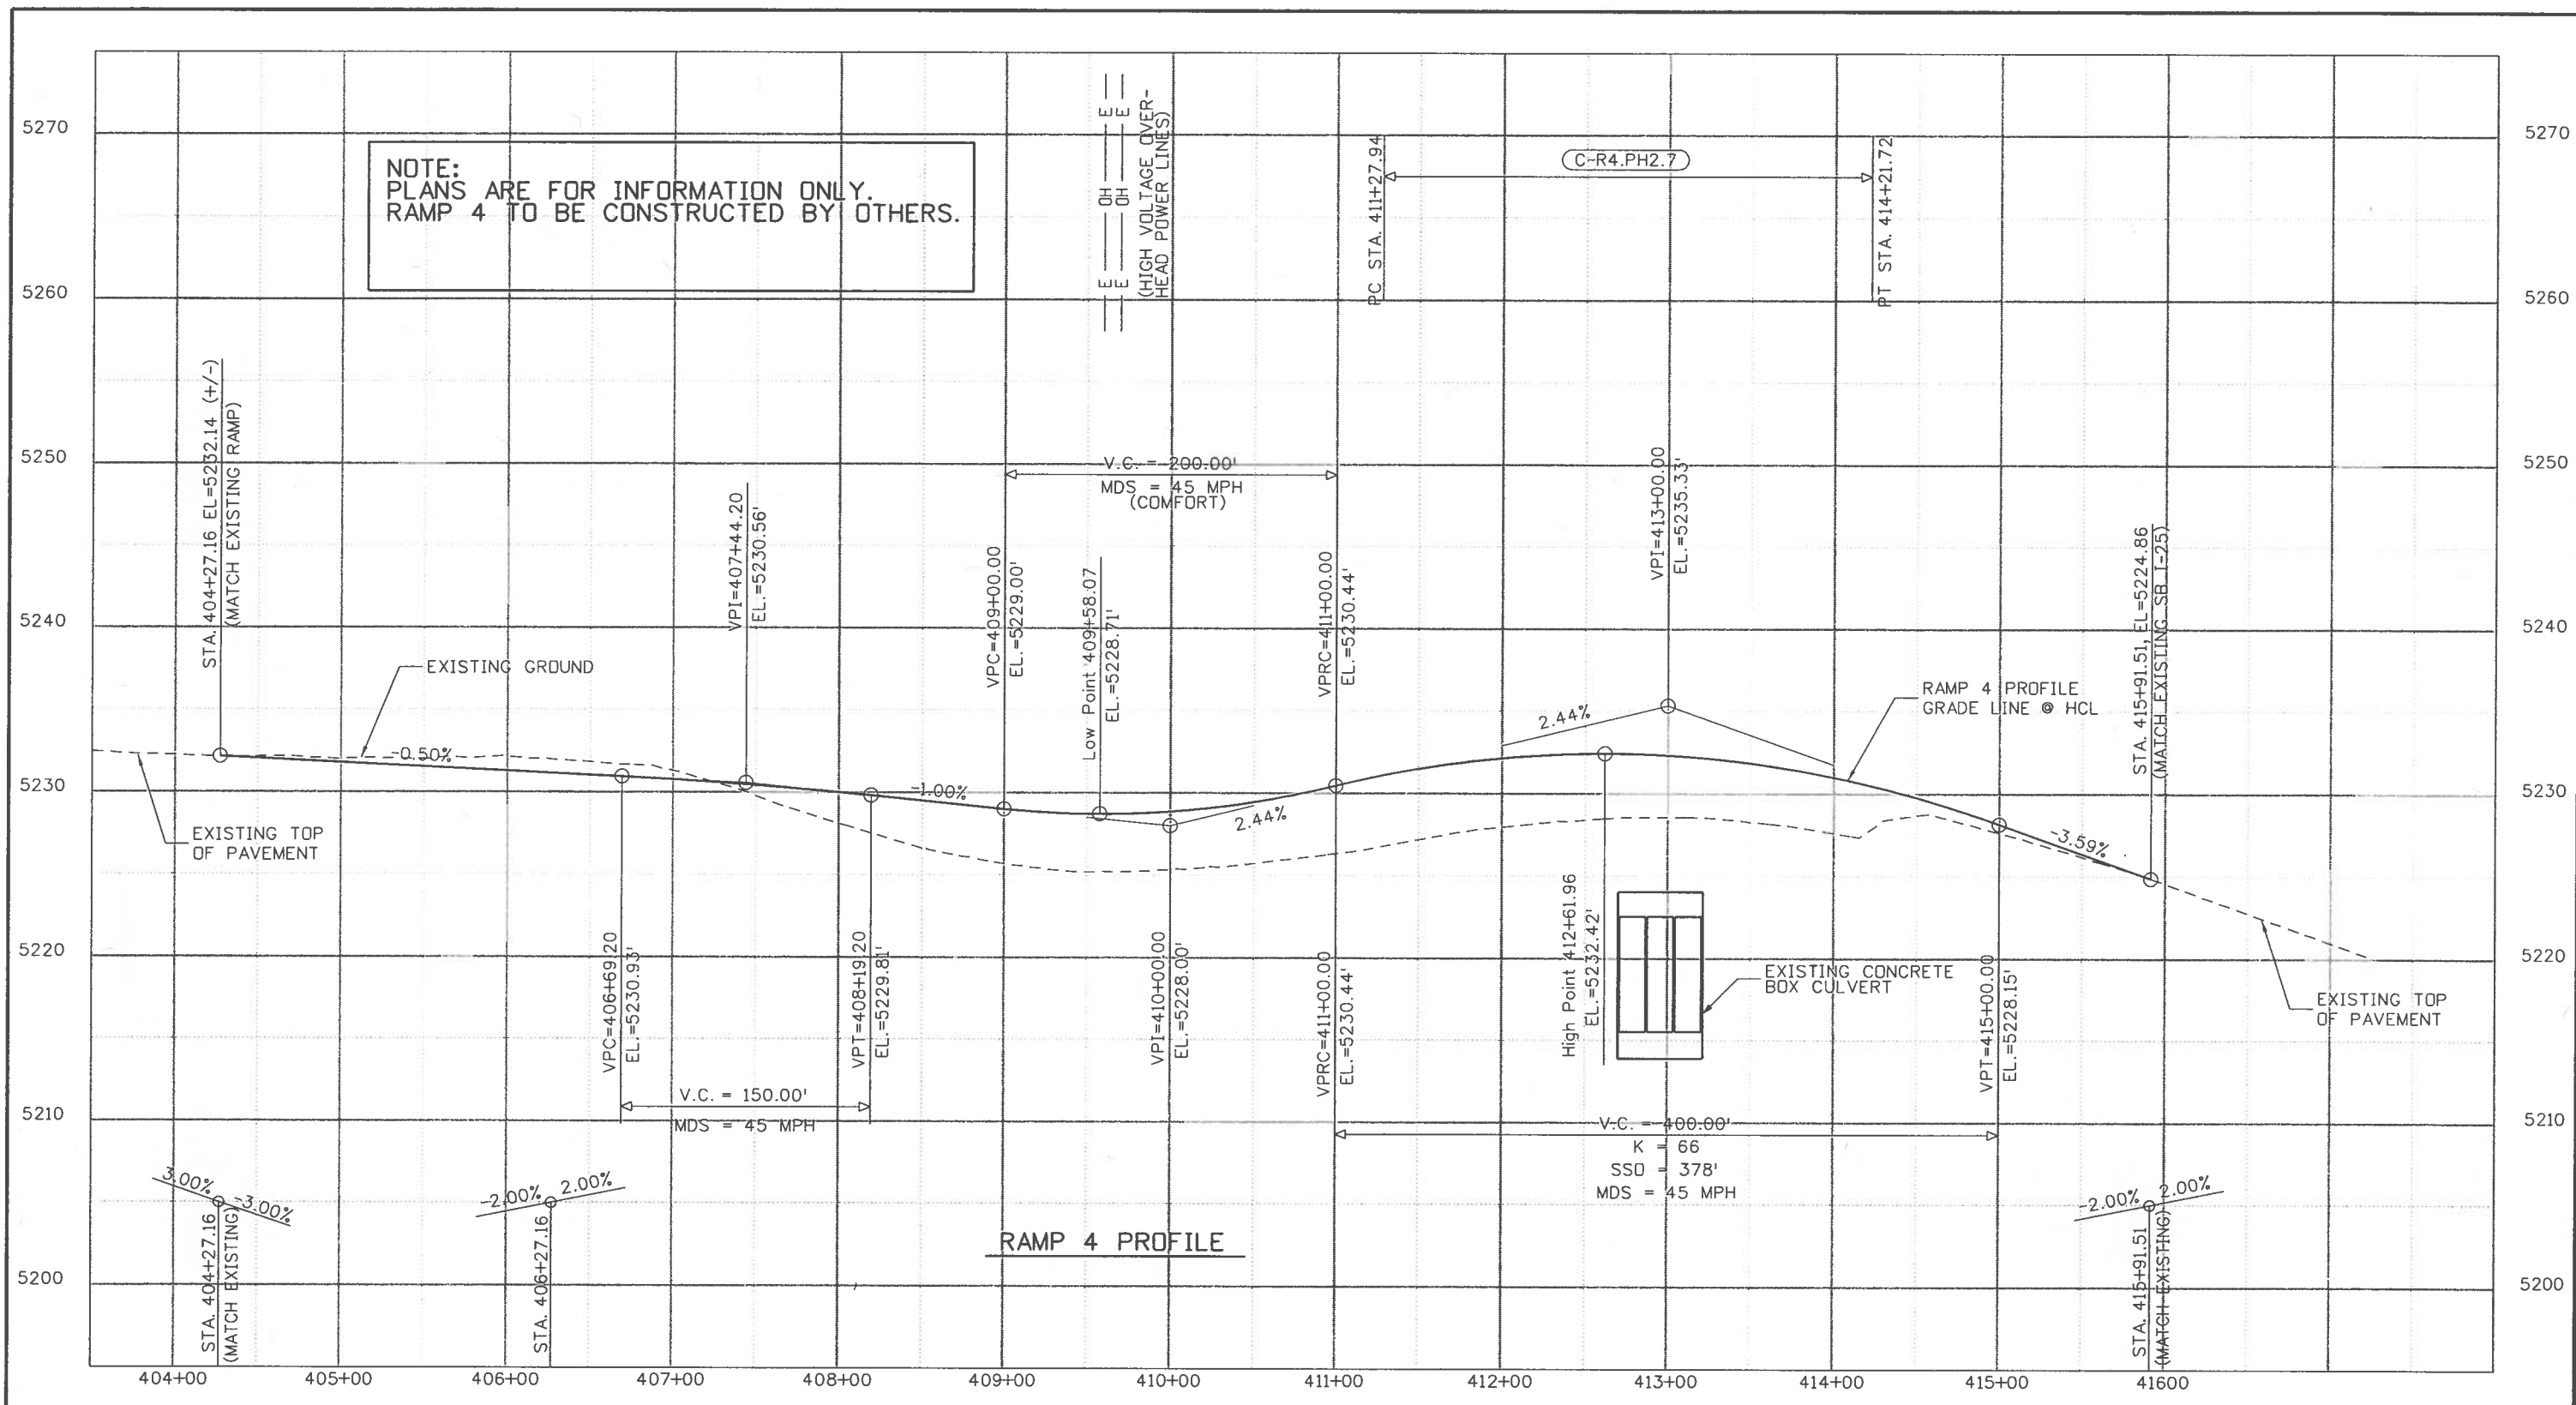 NOTE:
PLANS ARE FOR INFORMATION ONLY.
RAMP 4 TO BE CONSTRUCTED BY OTHERS.
E OH E
E OH E
(HIGH VOLTAGE OVER-
HEAD POWER LINES)
PC STA. 411+27.94
C-R4.PH2.7
PT STA. 414+21.72
5270
5260
5250
5240
5230
5220
5210
5200
5270
5260
5250
5240
5230
5220
5210
5200
STA. 404+27.16 EL=5232.14 (+/-)
(MATCH EXISTING RAMP)
EXISTING GROUND
-0.50%
EXISTING TOP
OF PAVEMENT
VPI=407+44.20
EL.=5230.56'
VPC=406+69.20
EL.=5230.93'
VPT=408+19.20
EL.=5229.81'
V.C. = 150.00'
MDS = 45 MPH
-1.00%
VPC=409+00.00
EL.=5229.00'
V.C. = 200.00'
MDS = 45 MPH
(COMFORT)
Low Point 409+58.07
EL.=5228.71'
VPI=410+00.00
EL.=5228.00'
2.44%
VPRC=411+00.00
EL.=5230.44'
VPRC=411+00.00
EL.=5230.44'
2.44%
VPI=413+00.00
EL.=5235.33'
High Point 412+61.96
EL.=5232.42'
EXISTING CONCRETE
BOX CULVERT
RAMP 4 PROFILE
GRADE LINE @ HCL
V.C. = 400.00'
K = 66
SSD = 378'
MDS = 45 MPH
VPT=415+00.00
EL.=5228.15'
-3.59%
STA. 415+91.51, EL=5224.86
(MATCH EXISTING SB I-25)
EXISTING TOP
OF PAVEMENT
3.00% -3.00%
STA. 404+27.16
(MATCH EXISTING)
-2.00% 2.00%
STA. 406+27.16
-2.00% 2.00%
STA. 415+91.51
(MATCH EXISTING)
RAMP 4 PROFILE
404+00 405+00 406+00 407+00 408+00 409+00 410+00 411+00 412+00 413+00 414+00 415+00 41600